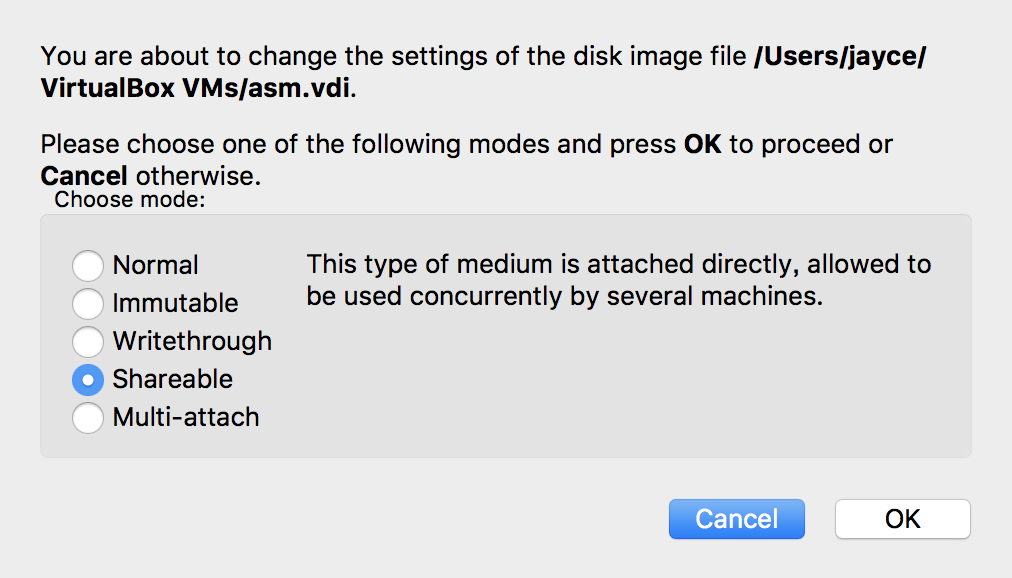 You are about to change the settings of the disk image file /Users/jayce/
VirtualBox VMs/asm.vdi.
Please choose one of the following modes and press OK to proceed or
Cancel otherwise.
Choose mode:
Normal
Immutable
Writethrough
Shareable
Multi-attach
This type of medium is attached directly, allowed to
be used concurrently by several machines.
Cancel
OK